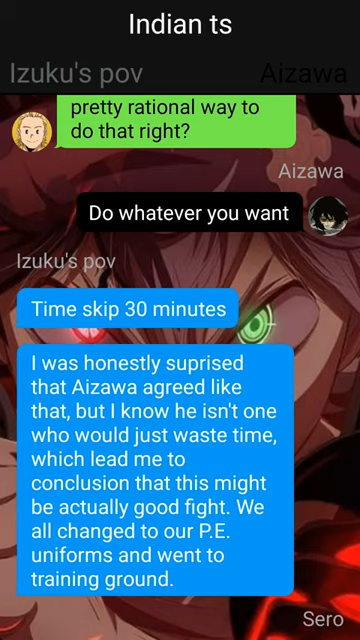 Indian ts
Izuku's pov
Aizawa
pretty rational way to
do that right?
Aizawa
Do whatever you want
Izuku's pov
Time skip 30 minutes
I was honestly suprised
that Aizawa agreed like
that, but I know he isn't one
who would just waste time,
which lead me to
conclusion that this might
be actually good fight. We
all changed to our P.E.
uniforms and went to
training ground.
Sero